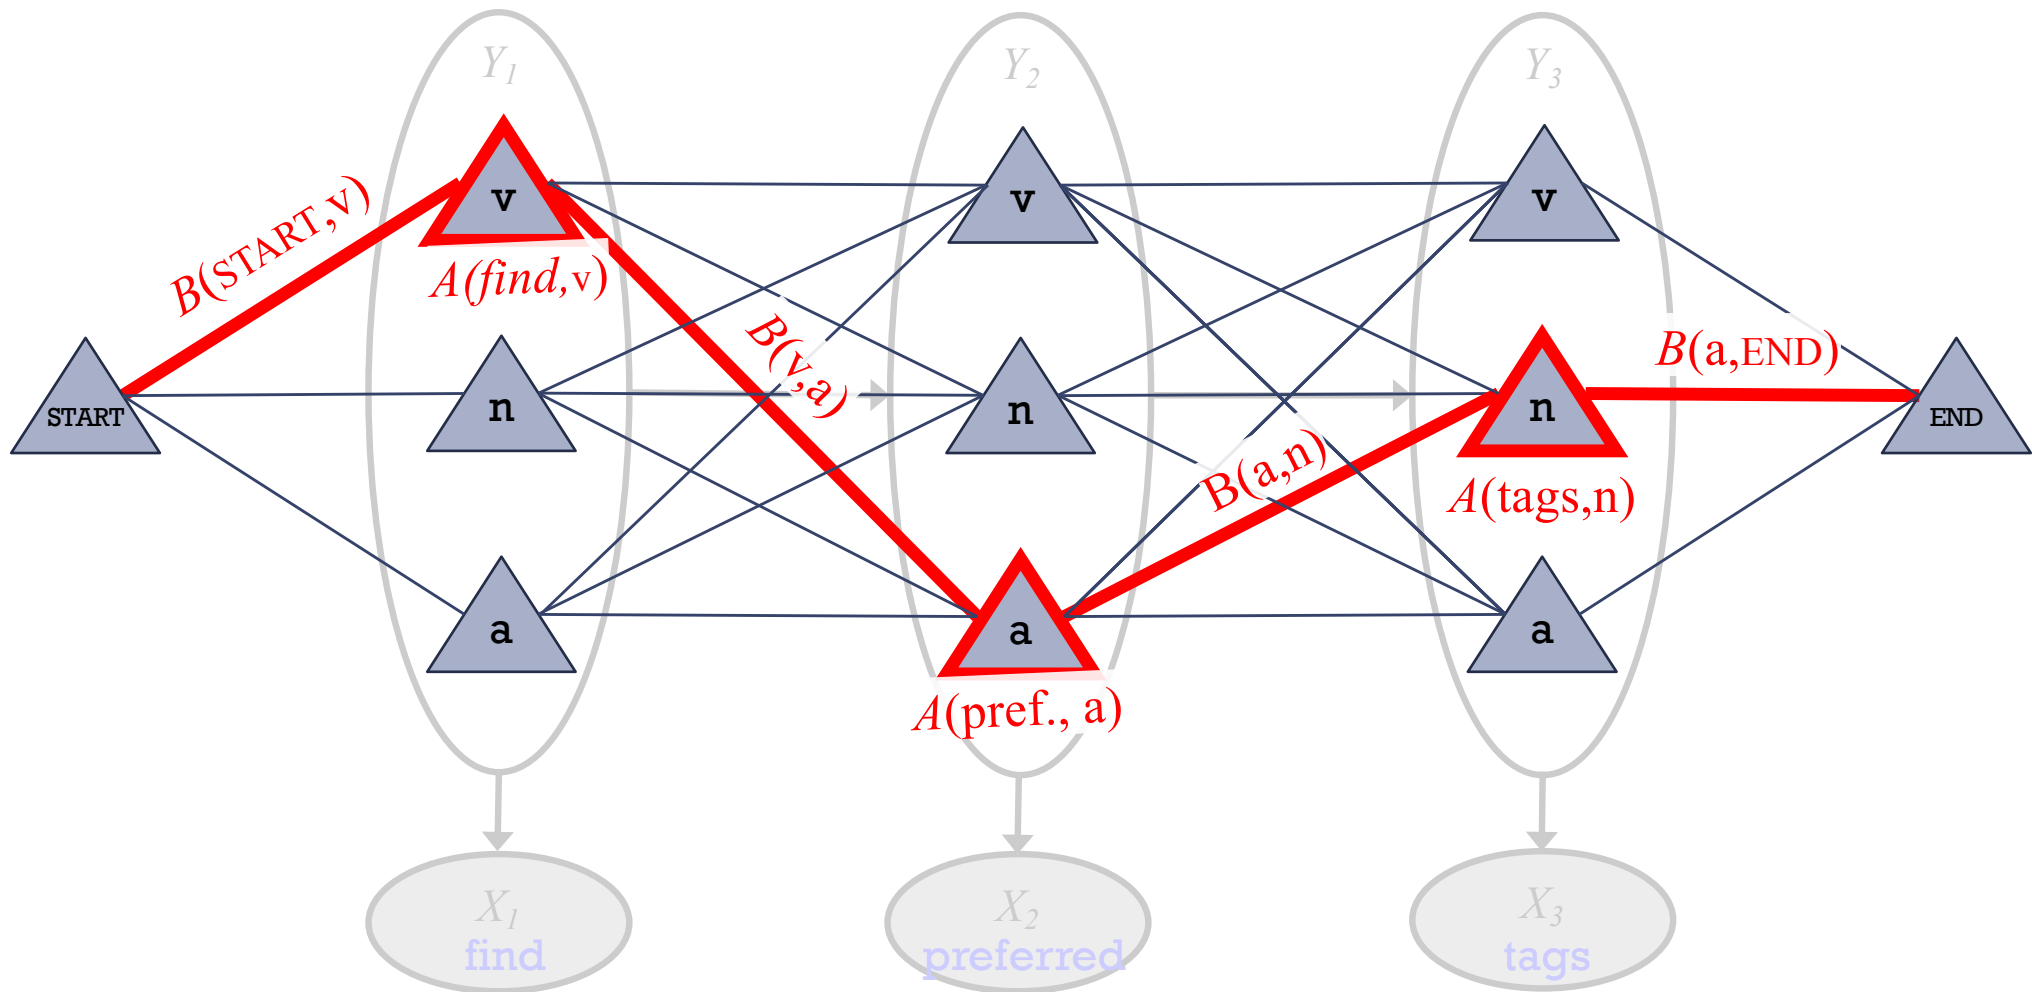 Y1 Y2 Y3
v v v
B(START,v)
A(find,v)
B(v,a)
B(a,END)
START n n n END
B(a,n)
A(tags,n)
a a a
A(pref., a)
X1 X2 X3
find preferred tags